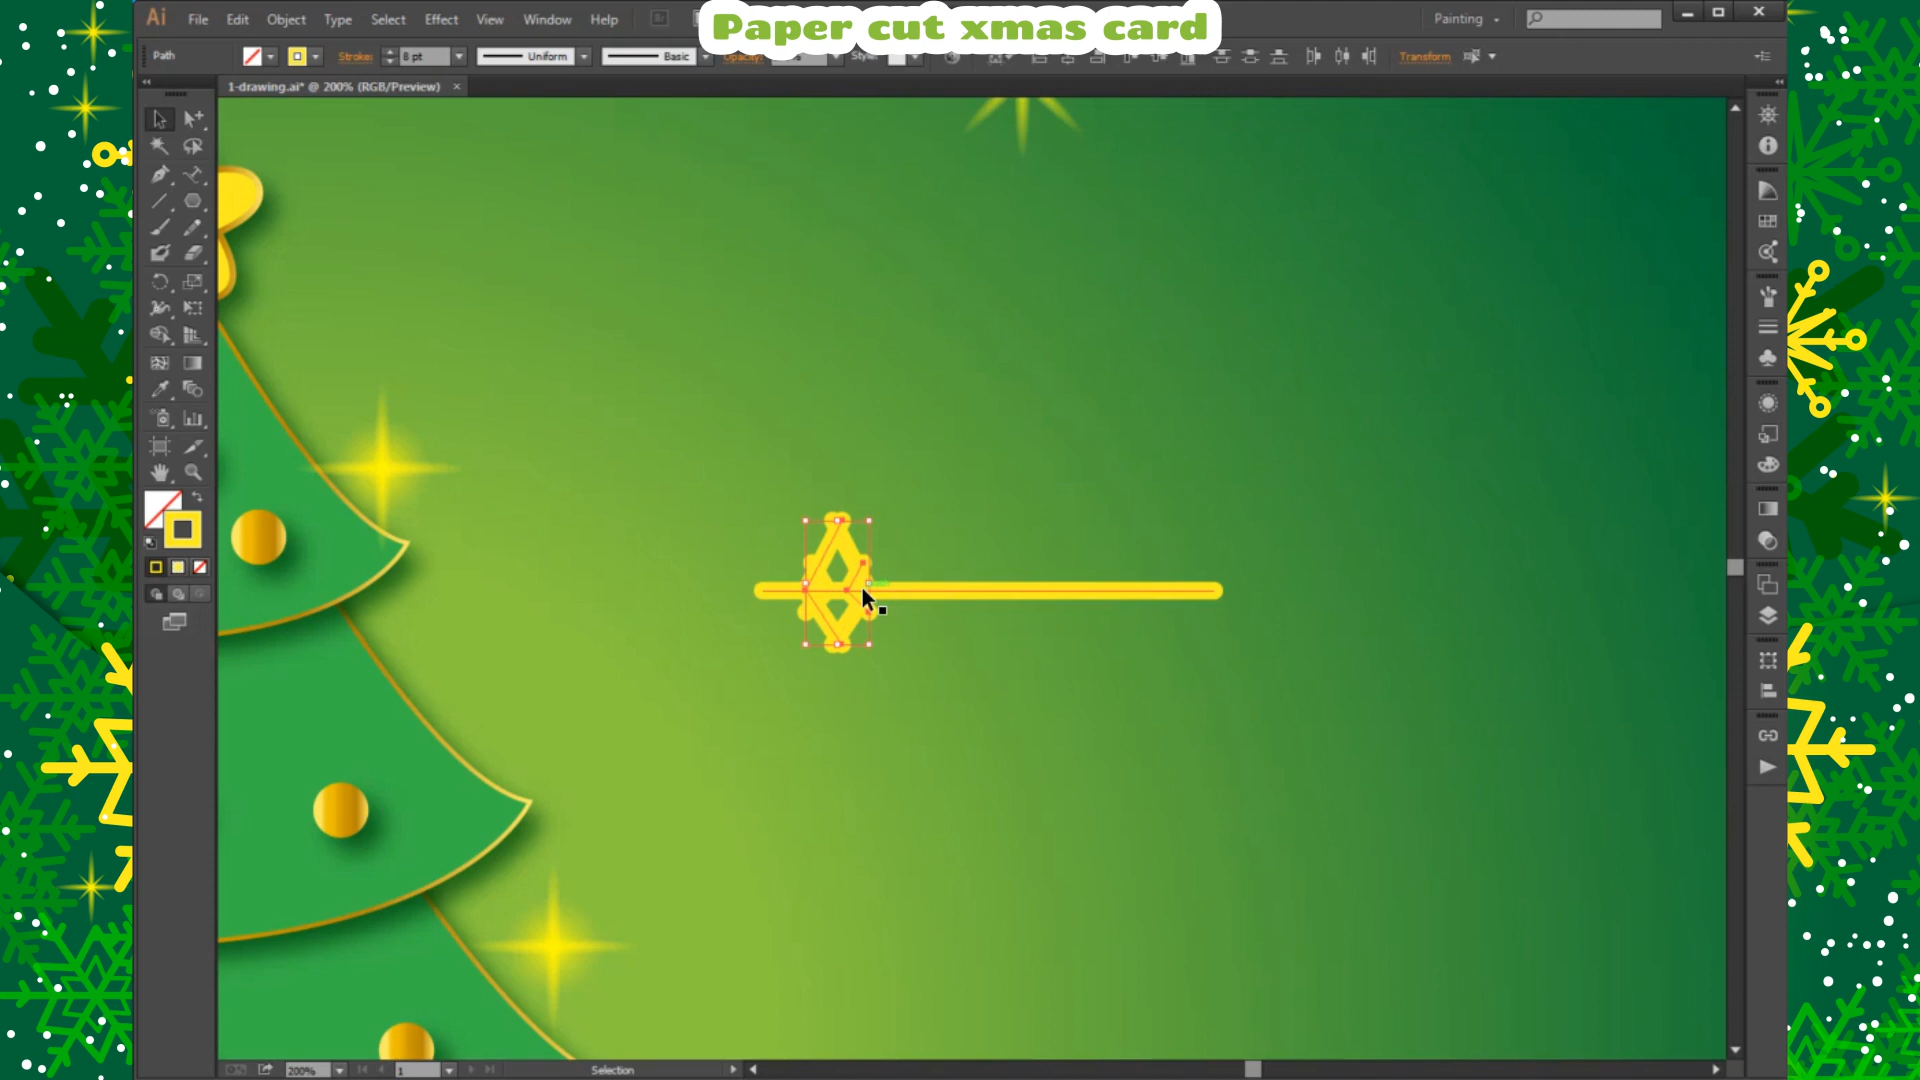 Paper cut xmas card
Ai File Edit Object Type Select Effect View Window Help Br Painting
Path Stroke: 8 pt Uniform Basic Opacity: Style: Transform
1-drawing.ai* @ 200% (RGB/Preview) ×
200% 1 Selection